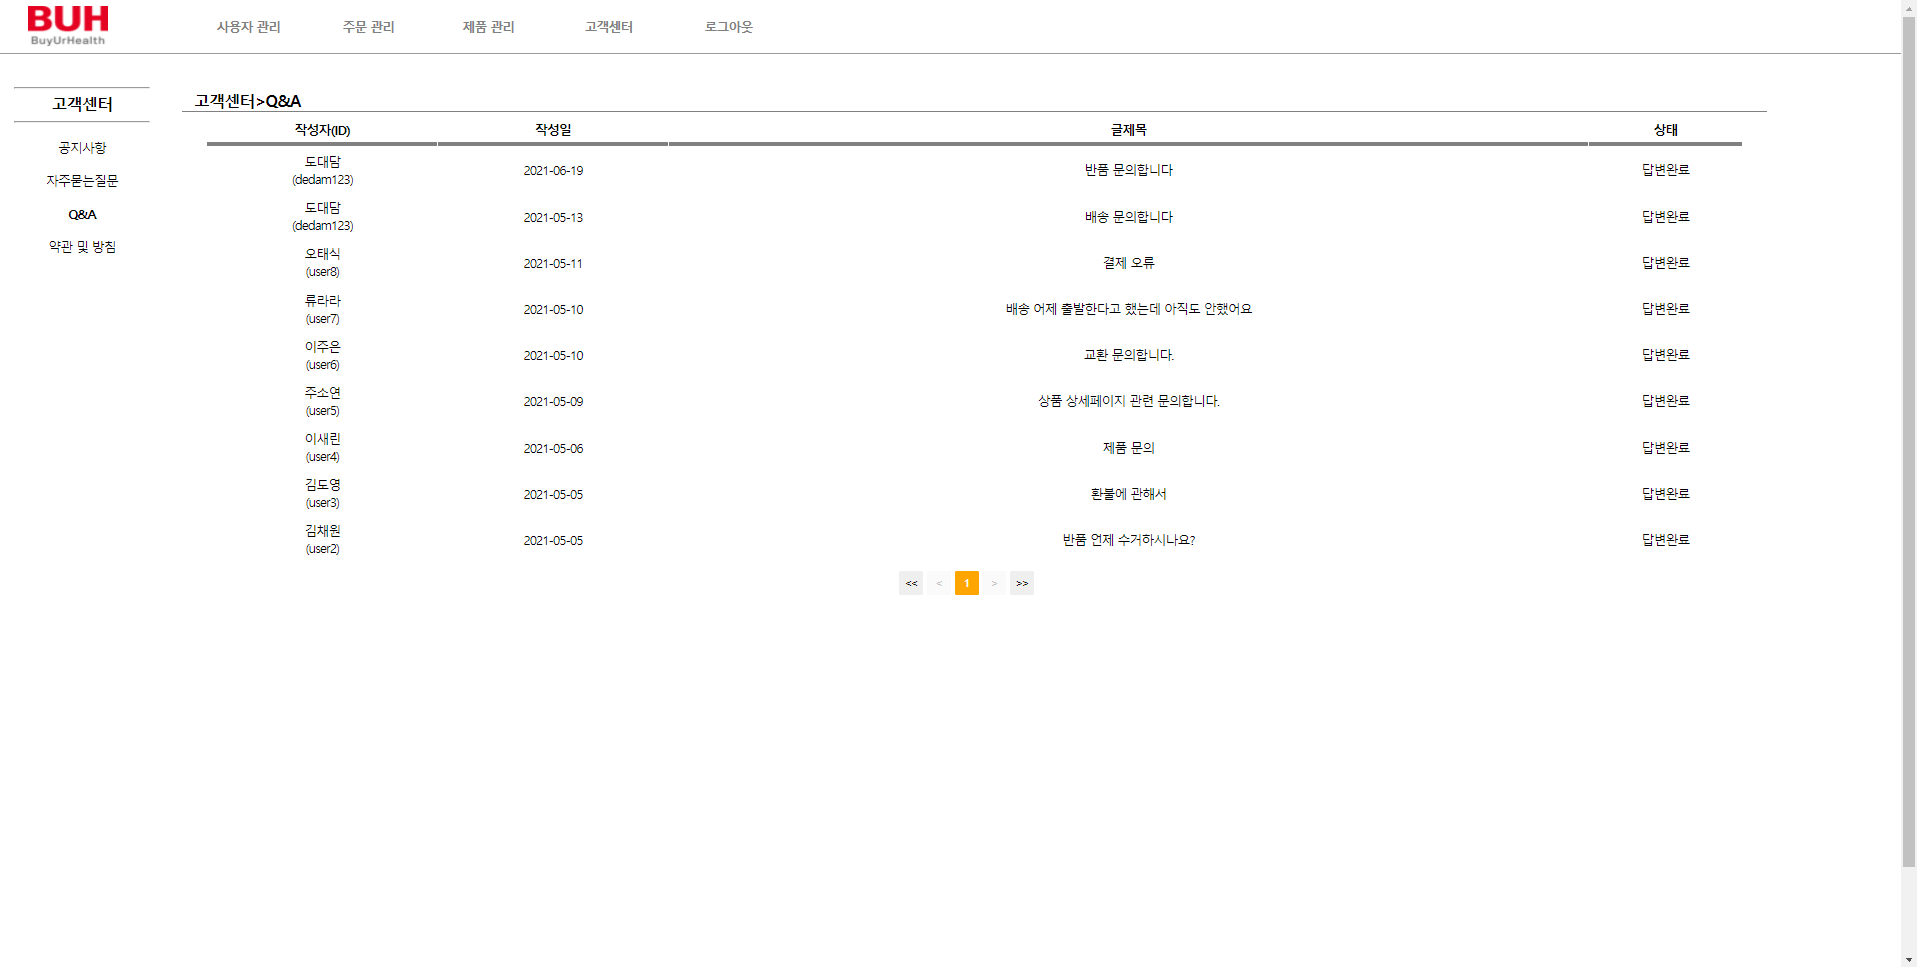 BUH
BuyUrHealth
사용자 관리 주문 관리 제품 관리 고객센터 로그아웃
고객센터
공지사항
자주묻는질문
Q&A
약관 및 방침
고객센터>Q&A
작성자(ID) 작성일 글제목 상태
도대담
(dedam123) 2021-06-19 반품 문의합니다 답변완료
도대담
(dedam123) 2021-05-13 배송 문의합니다 답변완료
오태식
(user8) 2021-05-11 결제 오류 답변완료
류라라
(user7) 2021-05-10 배송 어제 출발한다고 했는데 아직도 안했어요 답변완료
이주은
(user6) 2021-05-10 교환 문의합니다. 답변완료
주소연
(user5) 2021-05-09 상품 상세페이지 관련 문의합니다. 답변완료
이새린
(user4) 2021-05-06 제품 문의 답변완료
김도영
(user3) 2021-05-05 환불에 관해서 답변완료
김채원
(user2) 2021-05-05 반품 언제 수거하시나요? 답변완료
<< < 1 > >>